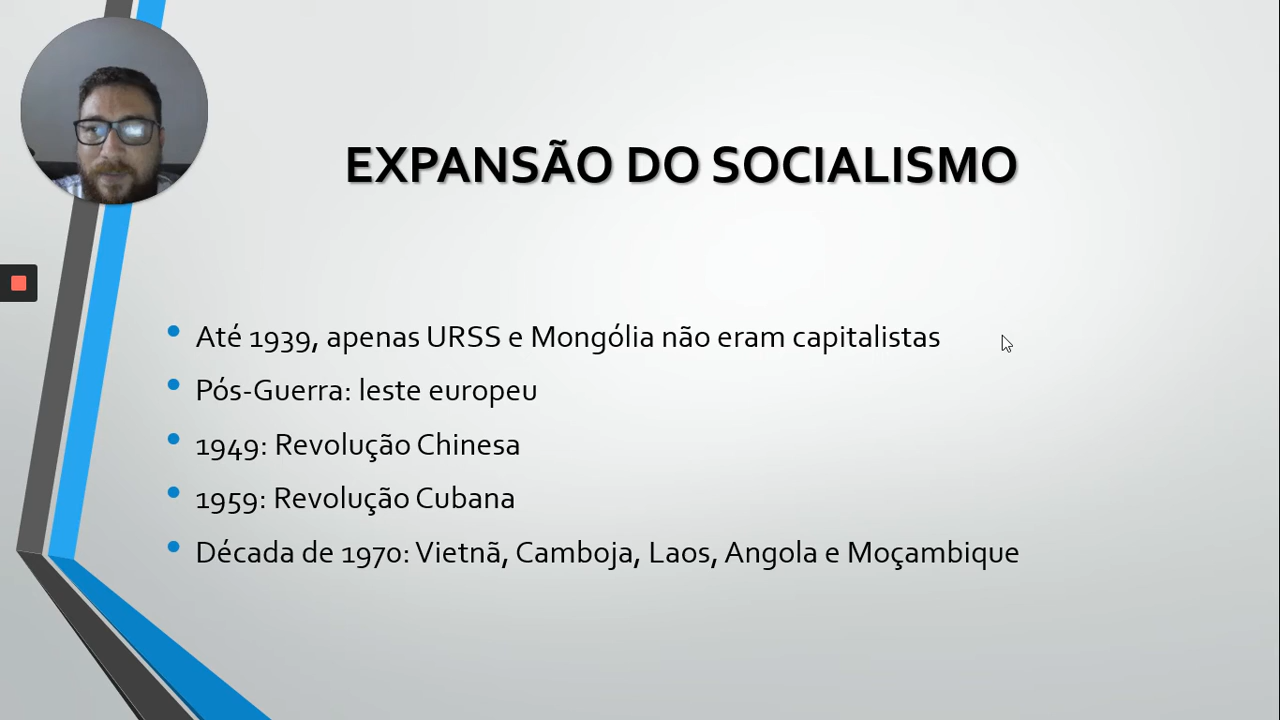 EXPANSÃO DO SOCIALISMO
Até 1939, apenas URSS e Mongólia não eram capitalistas
Pós-Guerra: leste europeu
1949: Revolução Chinesa
1959: Revolução Cubana
Década de 1970: Vietnã, Camboja, Laos, Angola e Moçambique